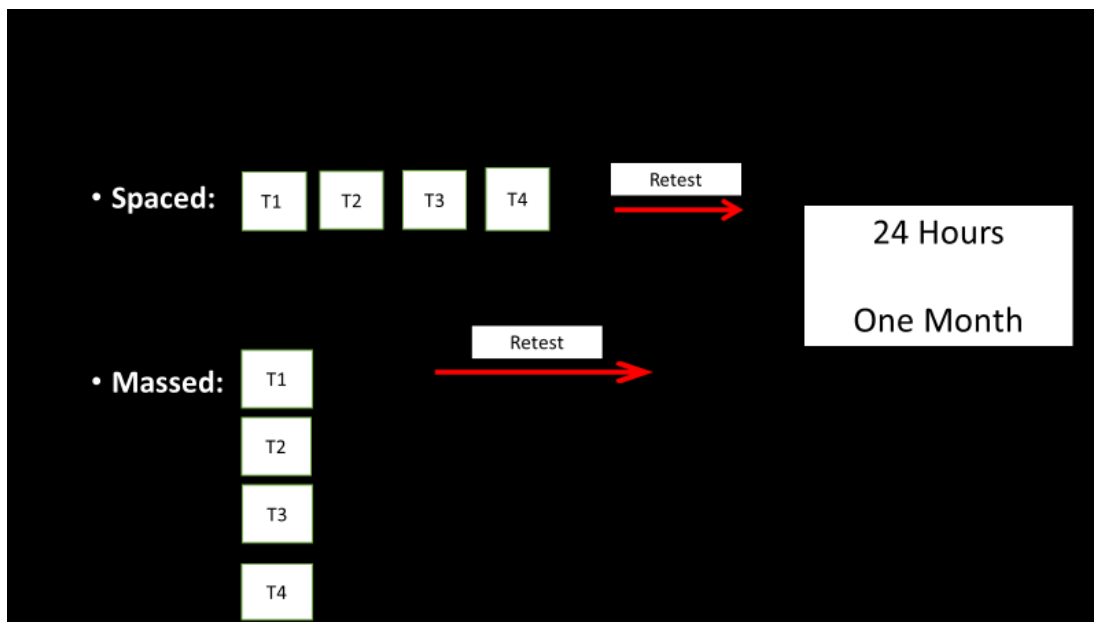 • Spaced:
T1
T2
T3
T4
Retest
24 Hours
One Month
• Massed:
T1
T2
T3
T4
Retest